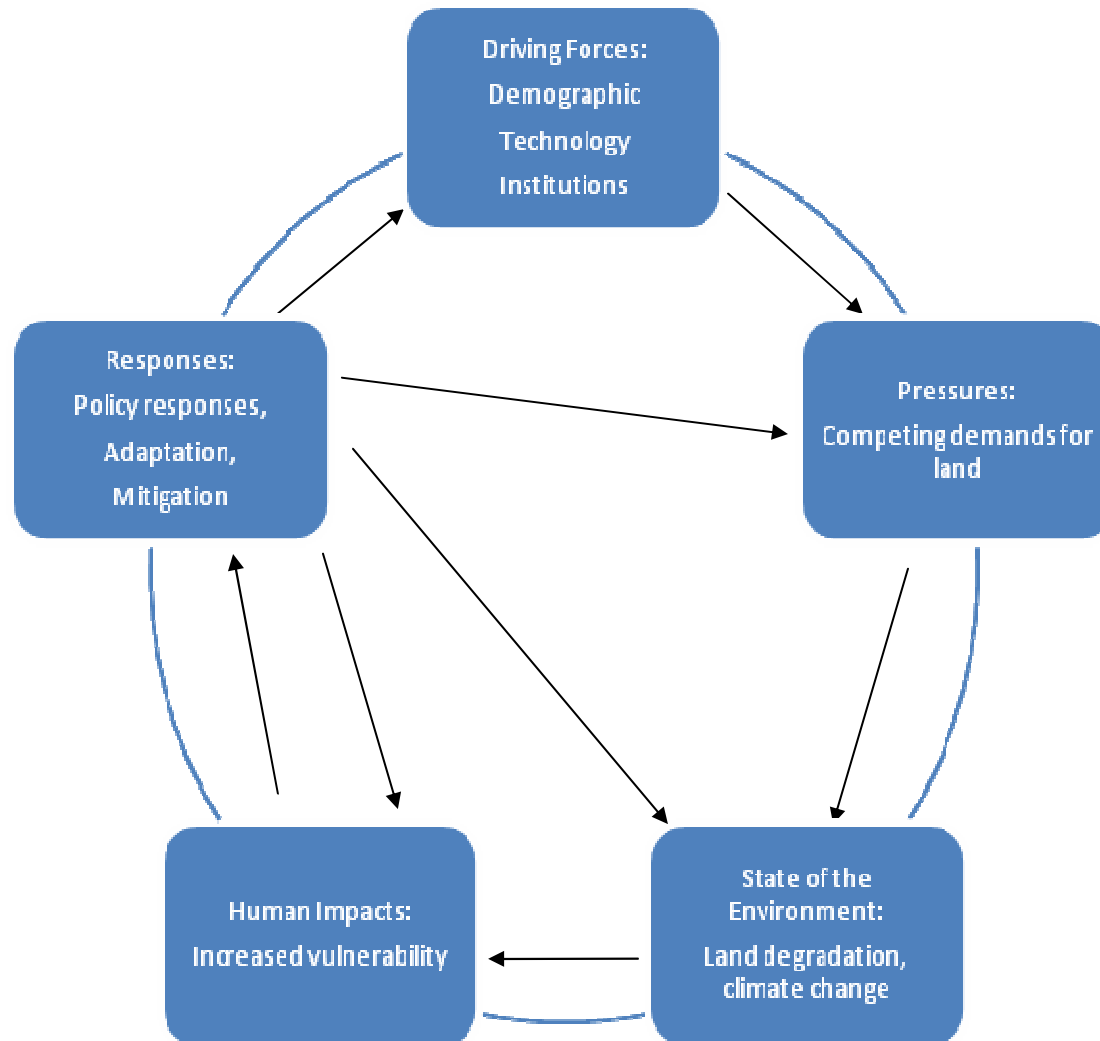 Driving Forces:
Demographic
Technology
Institutions
Responses:
Policy responses,
Adaptation,
Mitigation
Pressures:
Competing demands for
land
Human Impacts:
Increased vulnerability
State of the
Environment:
Land degradation,
climate change